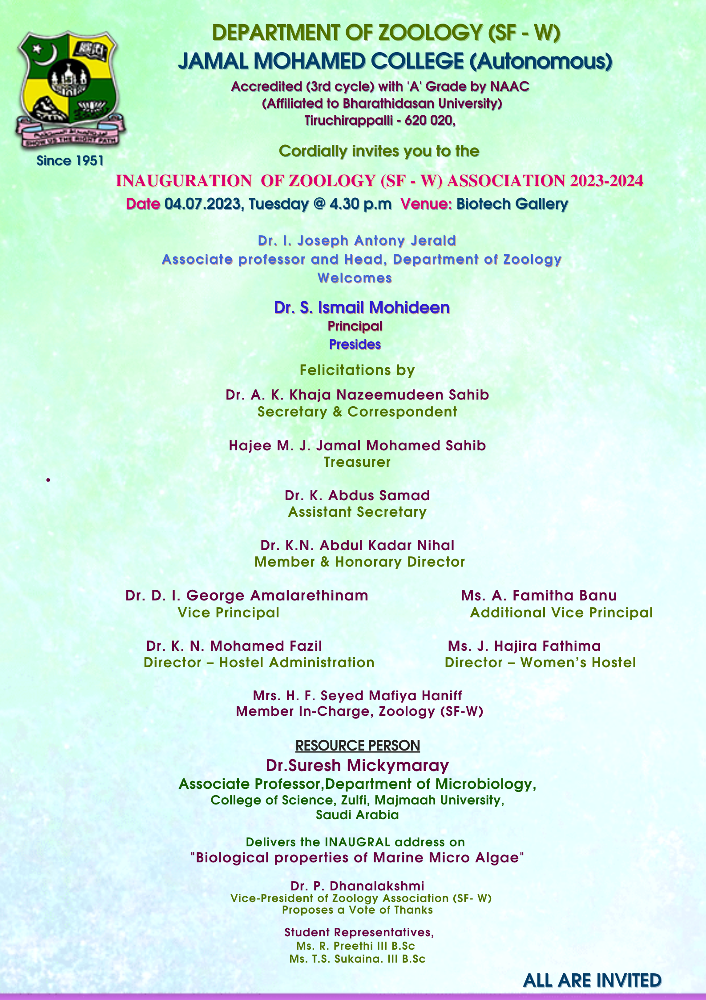 DEPARTMENT OF ZOOLOGY (SF - W)
JAMAL MOHAMED COLLEGE (Autonomous)
Accredited (3rd cycle) with 'A' Grade by NAAC
(Affiliated to Bharathidasan University)
Tiruchirappalli - 620 020,
SHOW US THE RIGHT PATH
Since 1951
Cordially invites you to the
INAUGURATION OF ZOOLOGY (SF - W) ASSOCIATION 2023-2024
Date 04.07.2023, Tuesday @ 4.30 p.m Venue: Biotech Gallery
Dr. I. Joseph Antony Jerald
Associate professor and Head, Department of Zoology
Welcomes
Dr. S. Ismail Mohideen
Principal
Presides
Felicitations by
Dr. A. K. Khaja Nazeemudeen Sahib
Secretary & Correspondent
Hajee M. J. Jamal Mohamed Sahib
Treasurer
Dr. K. Abdus Samad
Assistant Secretary
Dr. K.N. Abdul Kadar Nihal
Member & Honorary Director
Dr. D. I. George Amalarethinam
Vice Principal
Ms. A. Famitha Banu
Additional Vice Principal
Dr. K. N. Mohamed Fazil
Director – Hostel Administration
Ms. J. Hajira Fathima
Director – Women’s Hostel
Mrs. H. F. Seyed Mafiya Haniff
Member In-Charge, Zoology (SF-W)
RESOURCE PERSON
Dr.Suresh Mickymaray
Associate Professor,Department of Microbiology,
College of Science, Zulfi, Majmaah University,
Saudi Arabia
Delivers the INAUGRAL address on
"Biological properties of Marine Micro Algae"
Dr. P. Dhanalakshmi
Vice-President of Zoology Association (SF- W)
Proposes a Vote of Thanks
Student Representatives,
Ms. R. Preethi III B.Sc
Ms. T.S. Sukaina. III B.Sc
ALL ARE INVITED